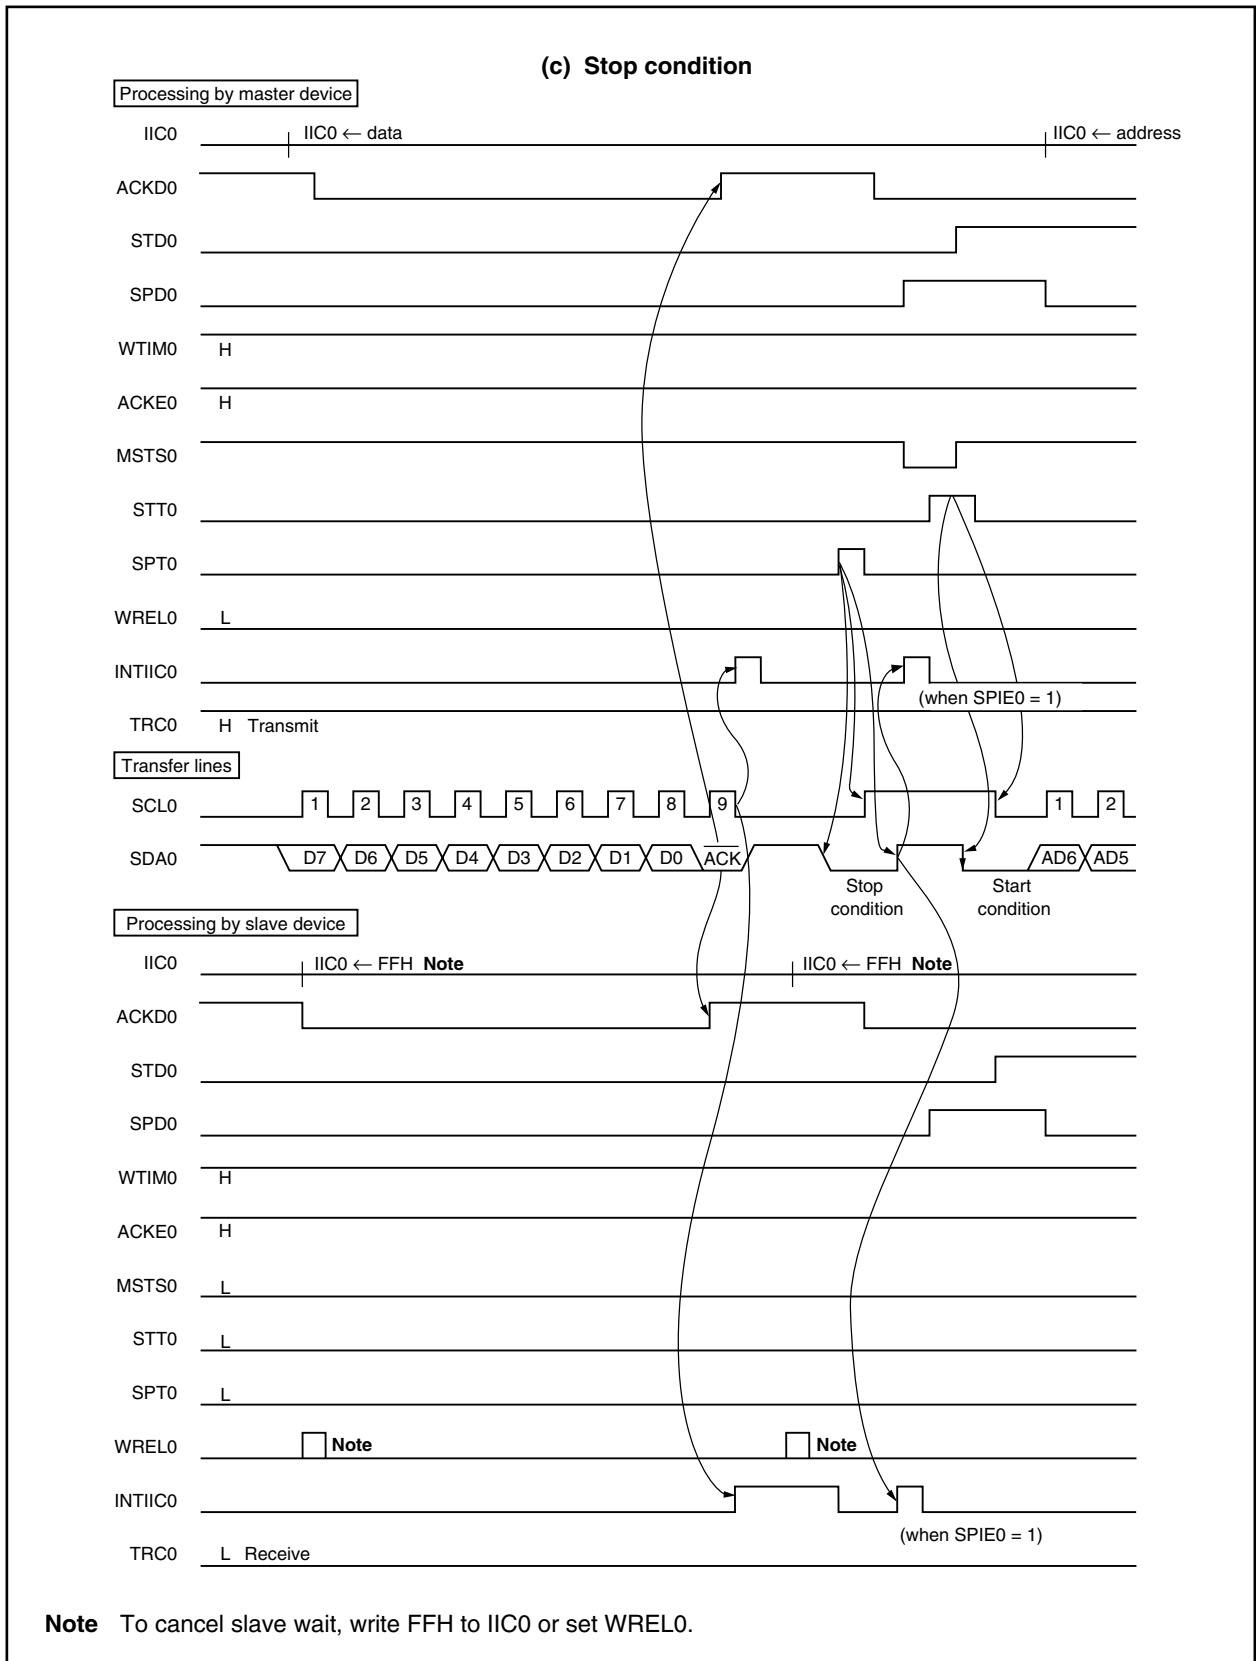 (c) Stop condition
Processing by master device
IIC0 IIC0 ← data IIC0 ← address
ACKD0
STD0
SPD0
WTIM0 H
ACKE0 H
MSTS0
STT0
SPT0
WREL0 L
INTIIC0
(when SPIE0 = 1)
TRC0 H Transmit
Transfer lines
SCL0 1 2 3 4 5 6 7 8 9 1 2
SDA0 D7 D6 D5 D4 D3 D2 D1 D0 ACK AD6 AD5
Stop Start
condition condition
Processing by slave device
IIC0 IIC0 ← FFH Note IIC0 ← FFH Note
ACKD0
STD0
SPD0
WTIM0 H
ACKE0 H
MSTS0 L
STT0 L
SPT0 L
WREL0 Note Note
INTIIC0
(when SPIE0 = 1)
TRC0 L Receive
Note To cancel slave wait, write FFH to IIC0 or set WREL0.